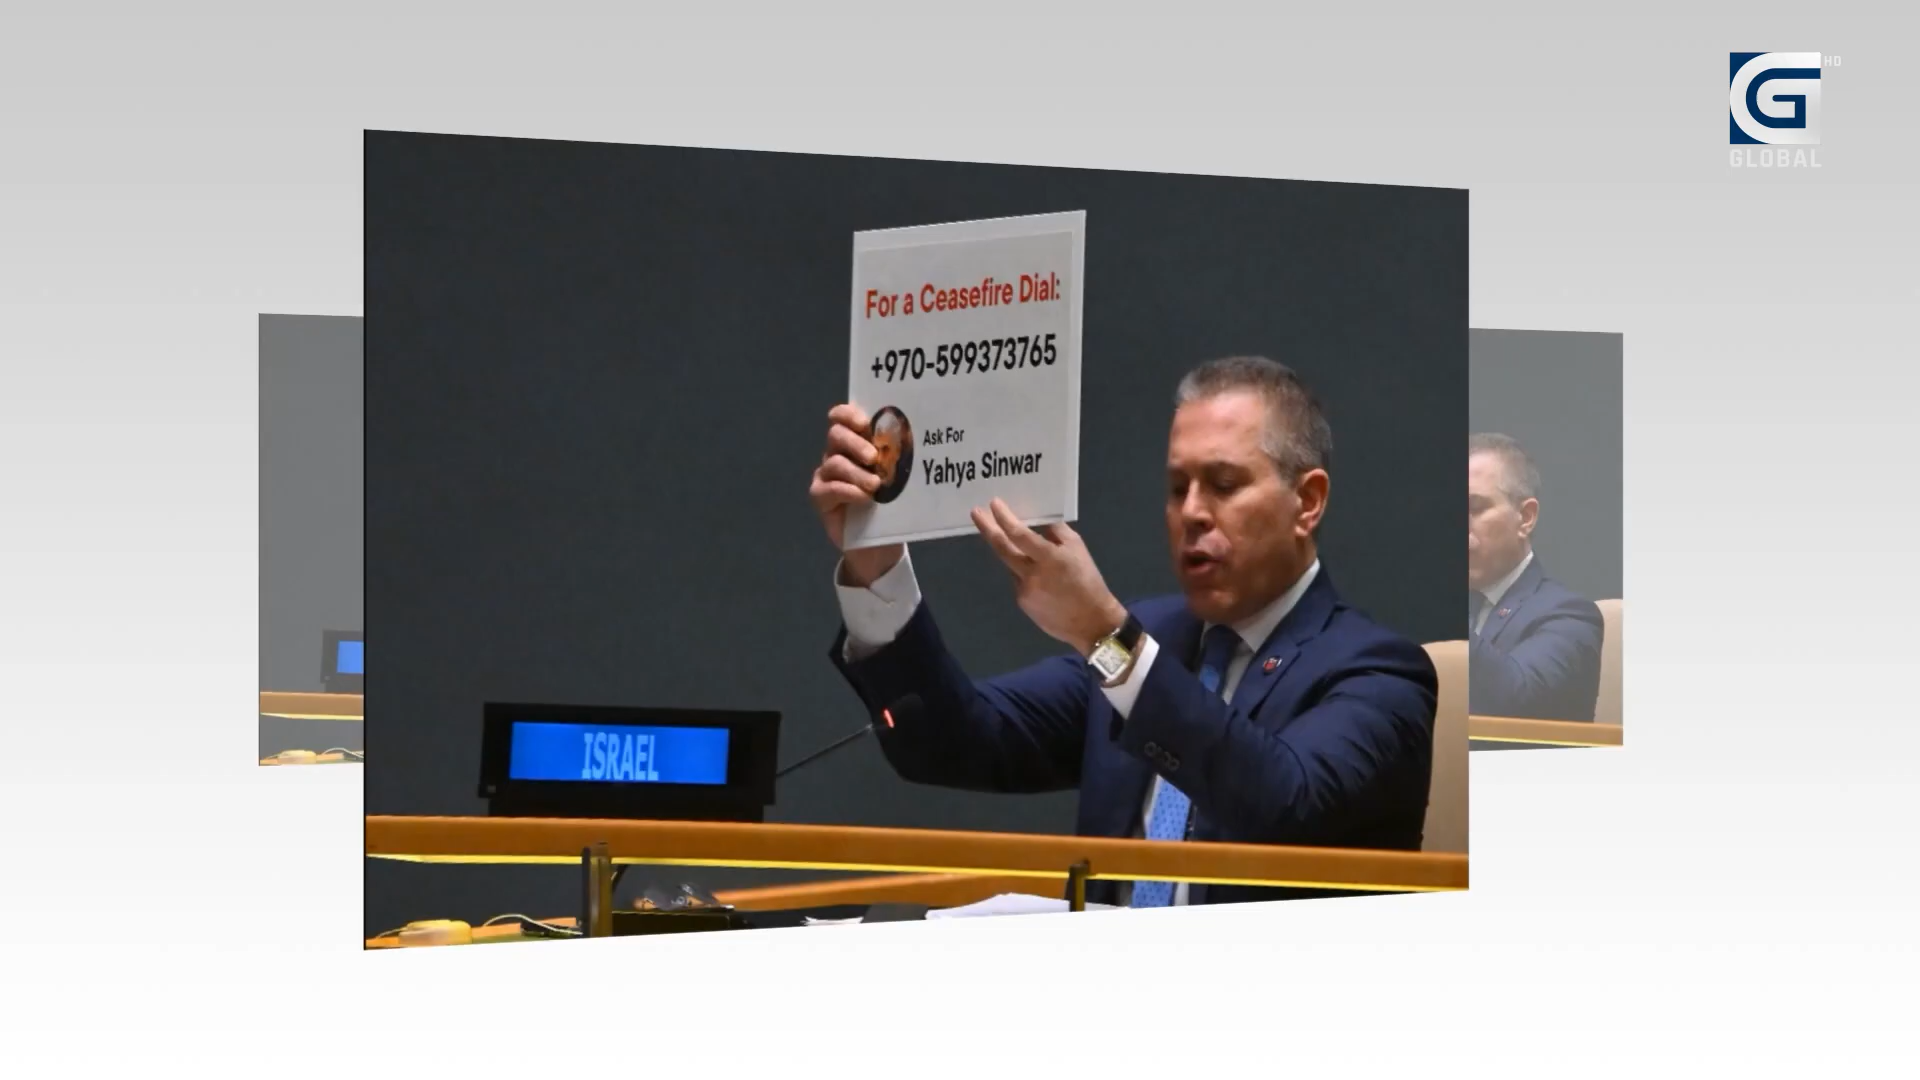 HD
GLOBAL
For a Ceasefire Dial:
+970-599373765
Ask For
Yahya Sinwar
ISRAEL